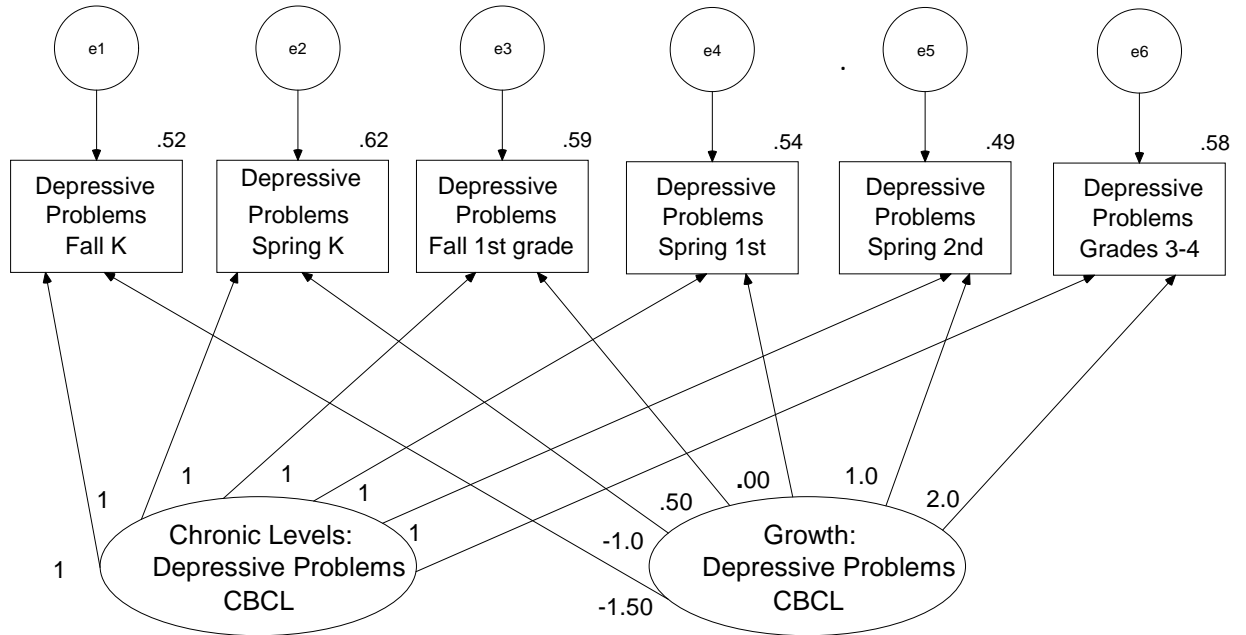 e1
e2
e3
e4
.
e5
e6
.52
.62
.59
.54
.49
.58
Depressive
Problems
Fall K
Depressive
Problems
Spring K
Depressive
Problems
Fall 1st grade
Depressive
Problems
Spring 1st
Depressive
Problems
Spring 2nd
Depressive
Problems
Grades 3-4
1
1
1
1
1
1
Chronic Levels:
Depressive Problems
CBCL
-1.50
-1.0
.50
.00
1.0
2.0
Growth:
Depressive Problems
CBCL